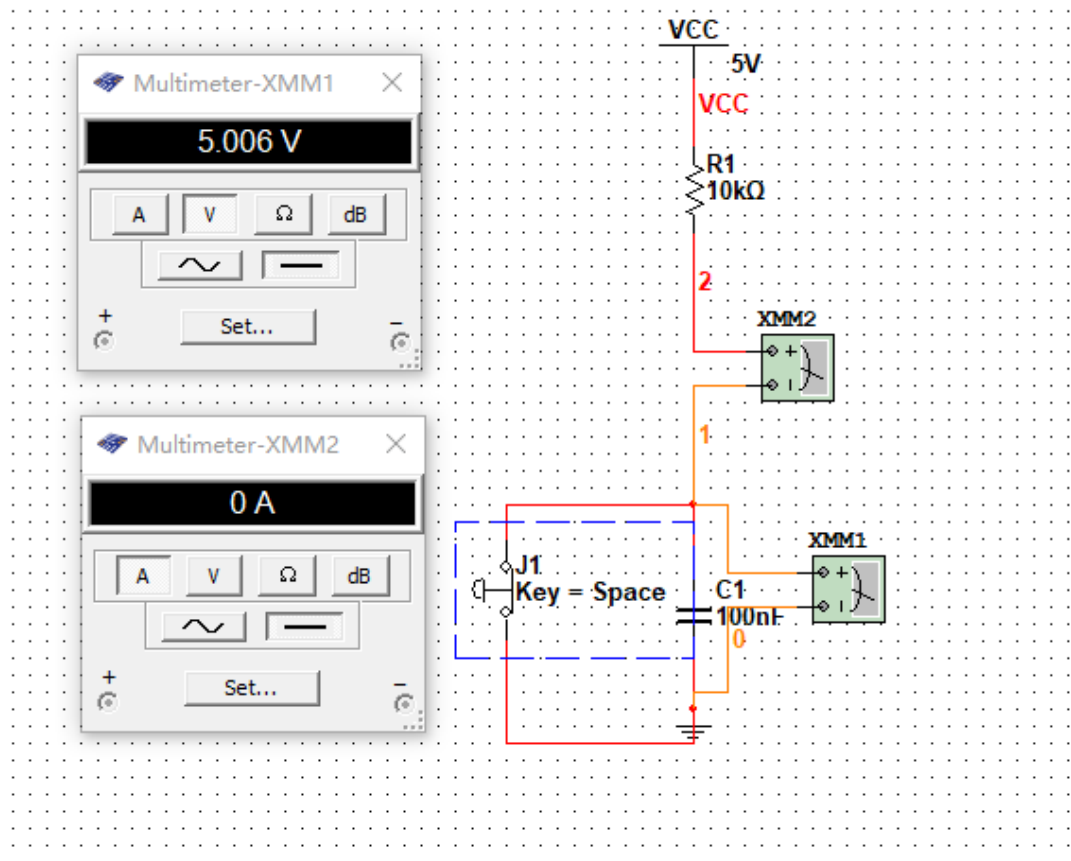 Multimeter-XMM1
5.006 V
A V Ω dB
+ Set... −
Multimeter-XMM2
0 A
A V Ω dB
+ Set... −
VCC
5V
VCC
R1
10kΩ
2
XMM2
+
1
XMM1
+
J1
Key = Space
C1
100nF
0